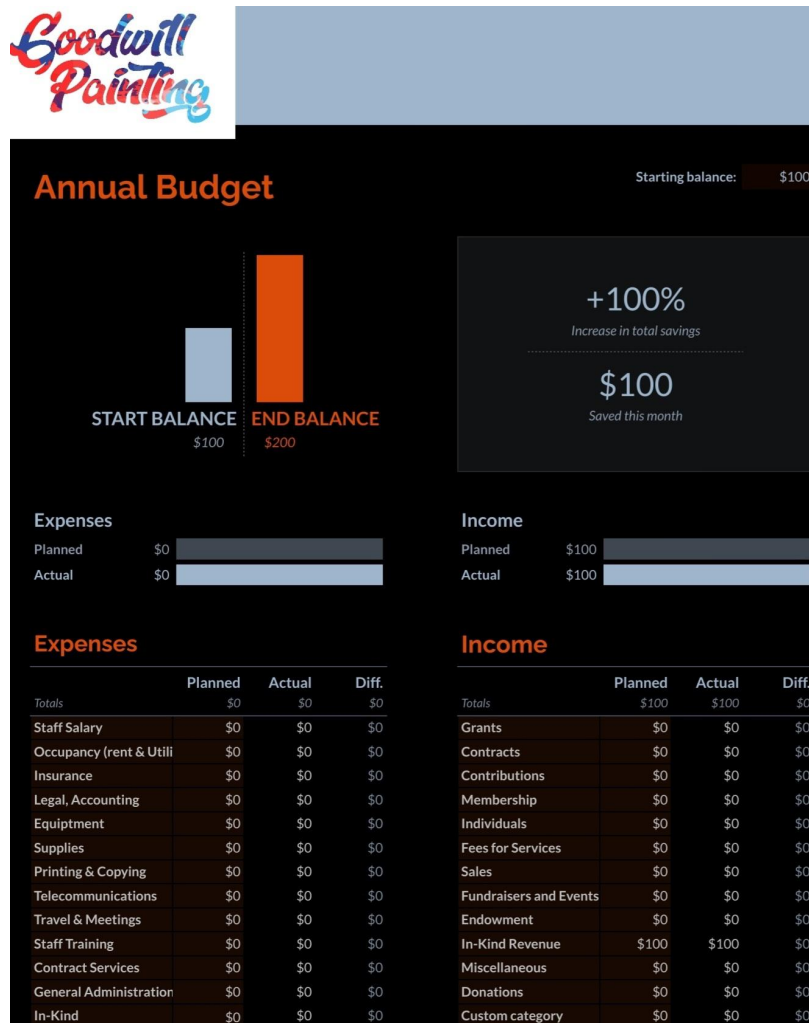 Goodwill
Painting
Annual Budget
Starting balance: $100
+100%
Increase in total savings
$100
Saved this month
START BALANCE
$100
END BALANCE
$200
Expenses
Planned $0
Actual $0
Income
Planned $100
Actual $100
Expenses
Planned Actual Diff.
Totals $0 $0 $0
Staff Salary $0 $0 $0
Occupancy (rent & Utili $0 $0 $0
Insurance $0 $0 $0
Legal, Accounting $0 $0 $0
Equiptment $0 $0 $0
Supplies $0 $0 $0
Printing & Copying $0 $0 $0
Telecommunications $0 $0 $0
Travel & Meetings $0 $0 $0
Staff Training $0 $0 $0
Contract Services $0 $0 $0
General Administration $0 $0 $0
In-Kind $0 $0 $0
Income
Planned Actual Diff.
Totals $100 $100 $0
Grants $0 $0 $0
Contracts $0 $0 $0
Contributions $0 $0 $0
Membership $0 $0 $0
Individuals $0 $0 $0
Fees for Services $0 $0 $0
Sales $0 $0 $0
Fundraisers and Events $0 $0 $0
Endowment $0 $0 $0
In-Kind Revenue $100 $100 $0
Miscellaneous $0 $0 $0
Donations $0 $0 $0
Custom category $0 $0 $0